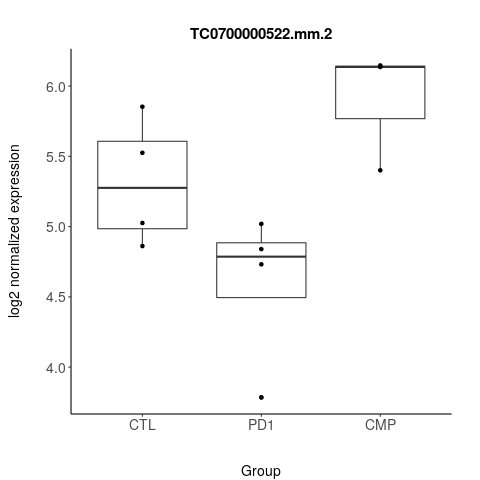 TC0700000522.mm.2
log2 normalized expression
6.0
5.5
5.0
4.5
4.0
CTL PD1 CMP
Group